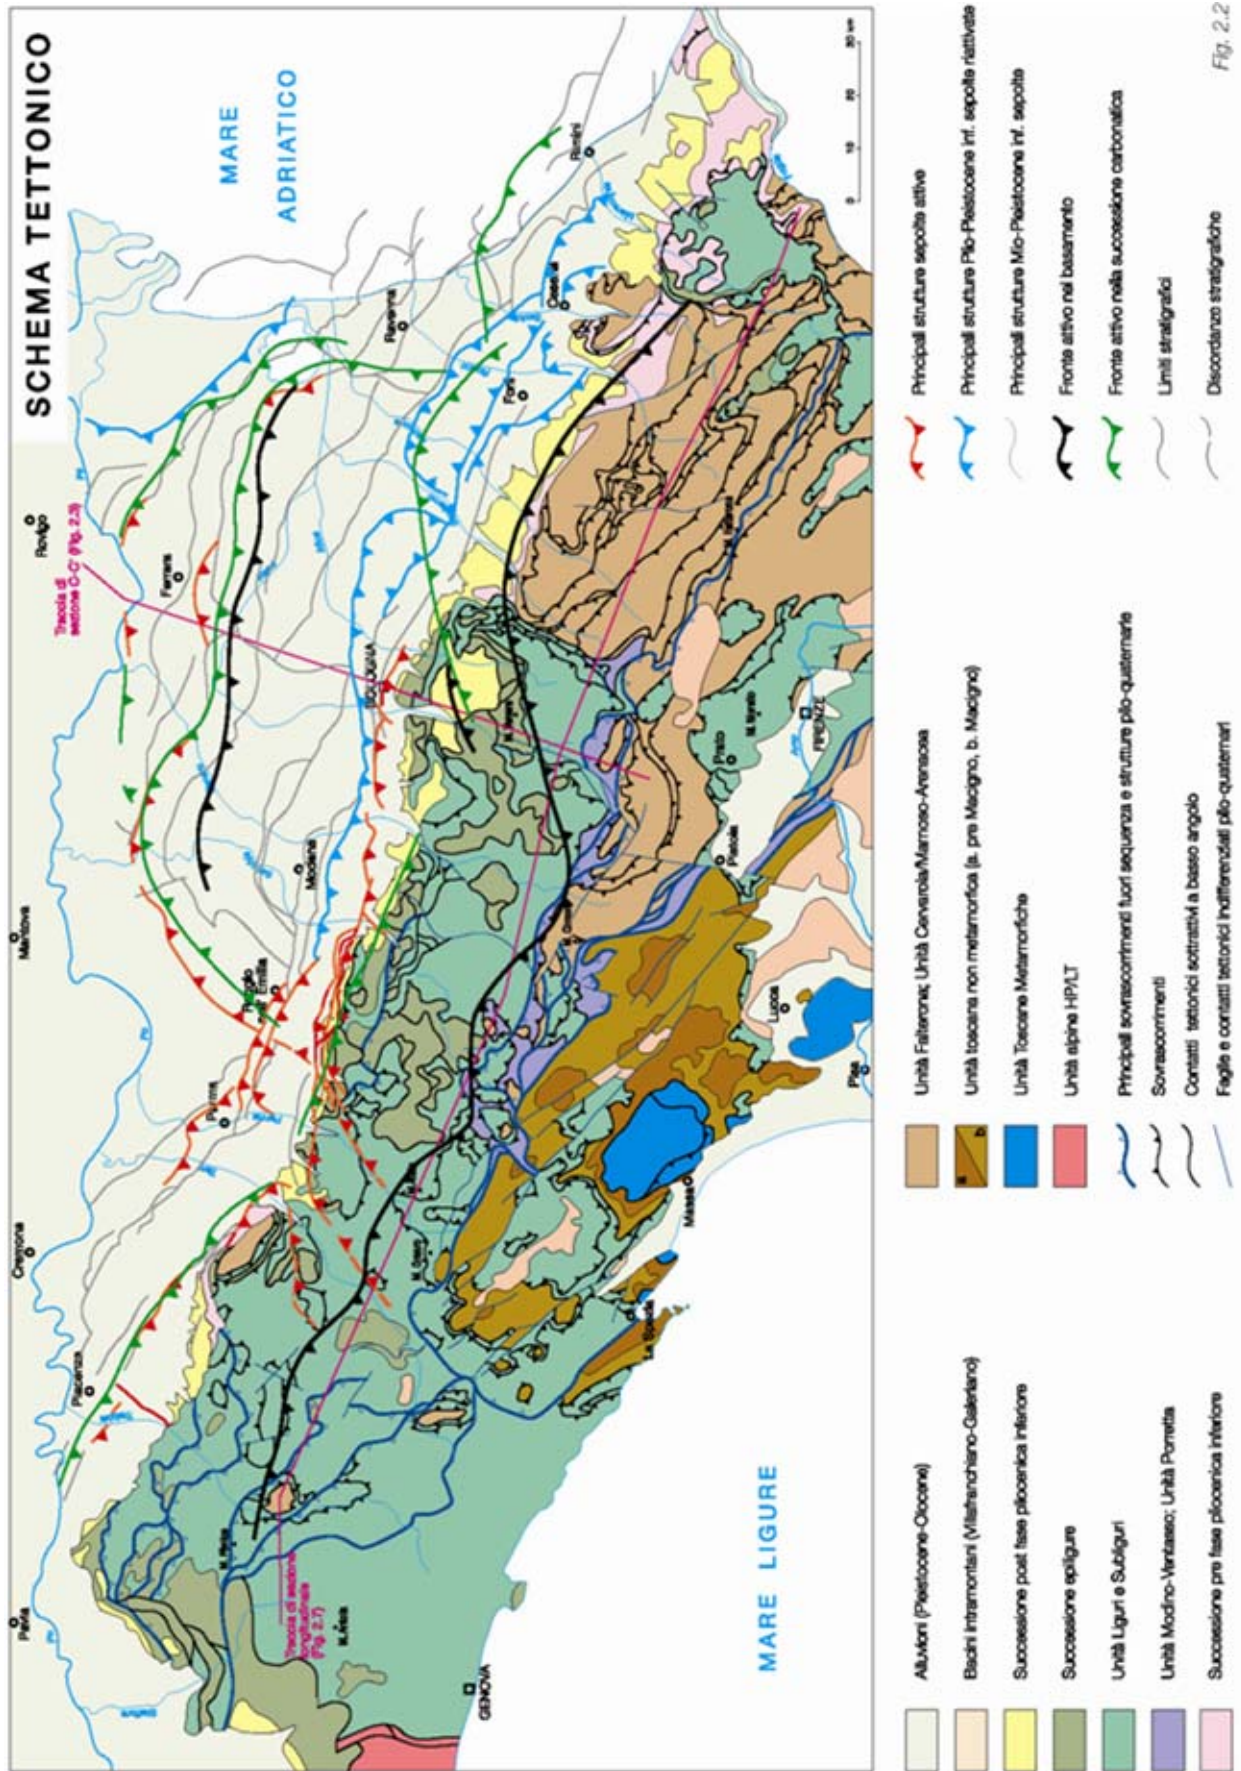 SCHEMA TETTONICO
MARE
ADRIATICO
MARE LIGURE
Traccia di
sezione C-C' (Fig. 2.3)
Traccia di sezione
longitudinale
(Fig. 2.7)
Pavia
Piacenza
Cremona
Mantova
Rovigo
Parma
Reggio
Emilia
Modena
Ferrara
BOLOGNA
Ravenna
Forlì
Rimini
GENOVA
La Spezia
Massa
Lucca
Pisa
Pistoia
Prato
FIRENZE
0 10 20 30 km
Alluvioni (Pleistocene-Olocene)
Bacini intramontani (Villafranchiano-Galeriano)
Successione post fase pliocenica inferiore
Successione epiligure
Unità Liguri e Subliguri
Unità Modino-Ventasso; Unità Porretta
Successione pre fase pliocenica inferiore
Unità Falterona; Unità Cervarola/Marnoso-Arenacea
a b
Unità toscana non metamorfica (a. pre Macigno, b. Macigno)
Unità Toscane Metamorfiche
Unità alpine HP/LT
Principali sovrascorrimenti fuori sequenza e strutture plio-quaternarie
Sovrascorrimenti
Contatti tettonici sottrattivi a basso angolo
Faglie e contatti tettonici indifferenziati plio-quaternari
Principali strutture sepolte attive
Principali strutture Plio-Pleistocene inf. sepolte riattivate
Principali strutture Mio-Pleistocene inf. sepolte
Fronte attivo nel basamento
Fronte attivo nella successione carbonatica
Limiti stratigrafici
Discordanze stratigrafiche
Fig. 2.2